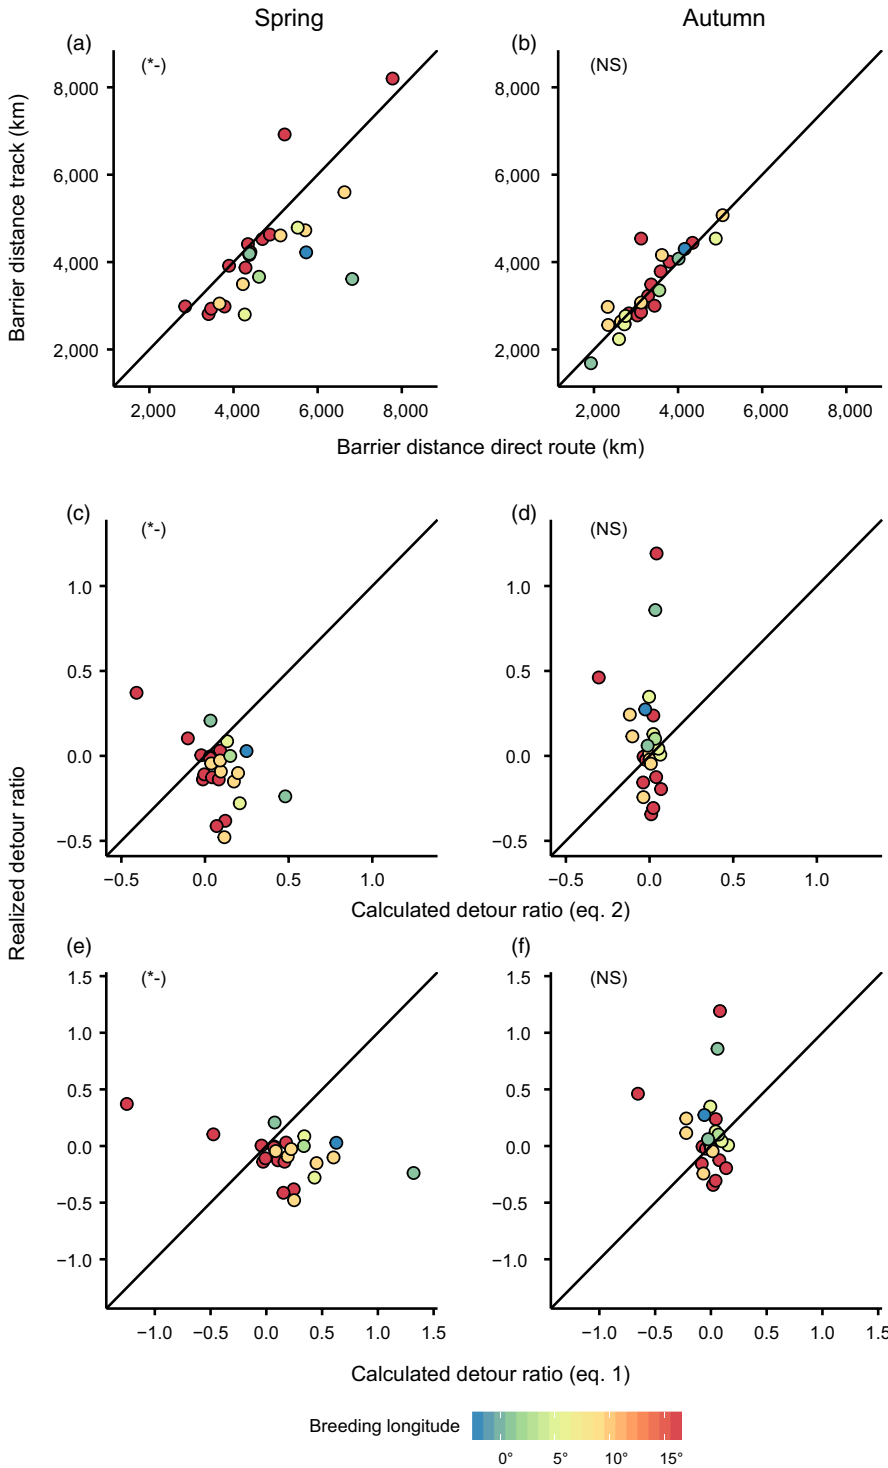 Spring Autumn
(a) (b)
(*-) (NS)
8,000 8,000
6,000 6,000
4,000 4,000
2,000 2,000
Barrier distance track (km)
2,000 4,000 6,000 8,000 2,000 4,000 6,000 8,000
Barrier distance direct route (km)
(c) (d)
(*-) (NS)
1.0 1.0
0.5 0.5
0.0 0.0
−0.5 −0.5
−0.5 0.0 0.5 1.0 −0.5 0.0 0.5 1.0
Calculated detour ratio (eq. 2)
Realized detour ratio
(e) (f)
(*-) (NS)
1.5 1.5
1.0 1.0
0.5 0.5
0.0 0.0
−0.5 −0.5
−1.0 −1.0
−1.0 −0.5 0.0 0.5 1.0 1.5 −1.0 −0.5 0.0 0.5 1.0 1.5
Calculated detour ratio (eq. 1)
Breeding longitude
0° 5° 10° 15°